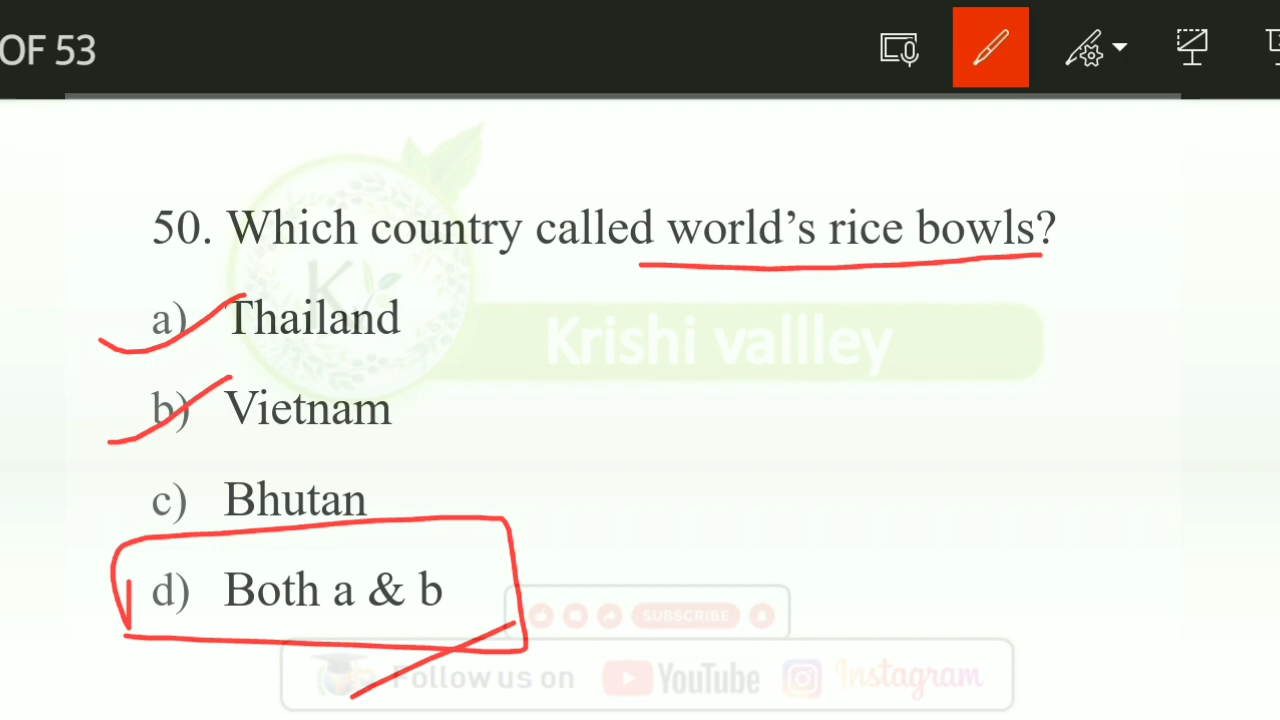 OF 53
50. Which country called world's rice bowls?
a) Thailand
Krishi vallley
b) Vietnam
c) Bhutan
d) Both a & b
SUBSCRIBE
Follow us on YouTube Instagram